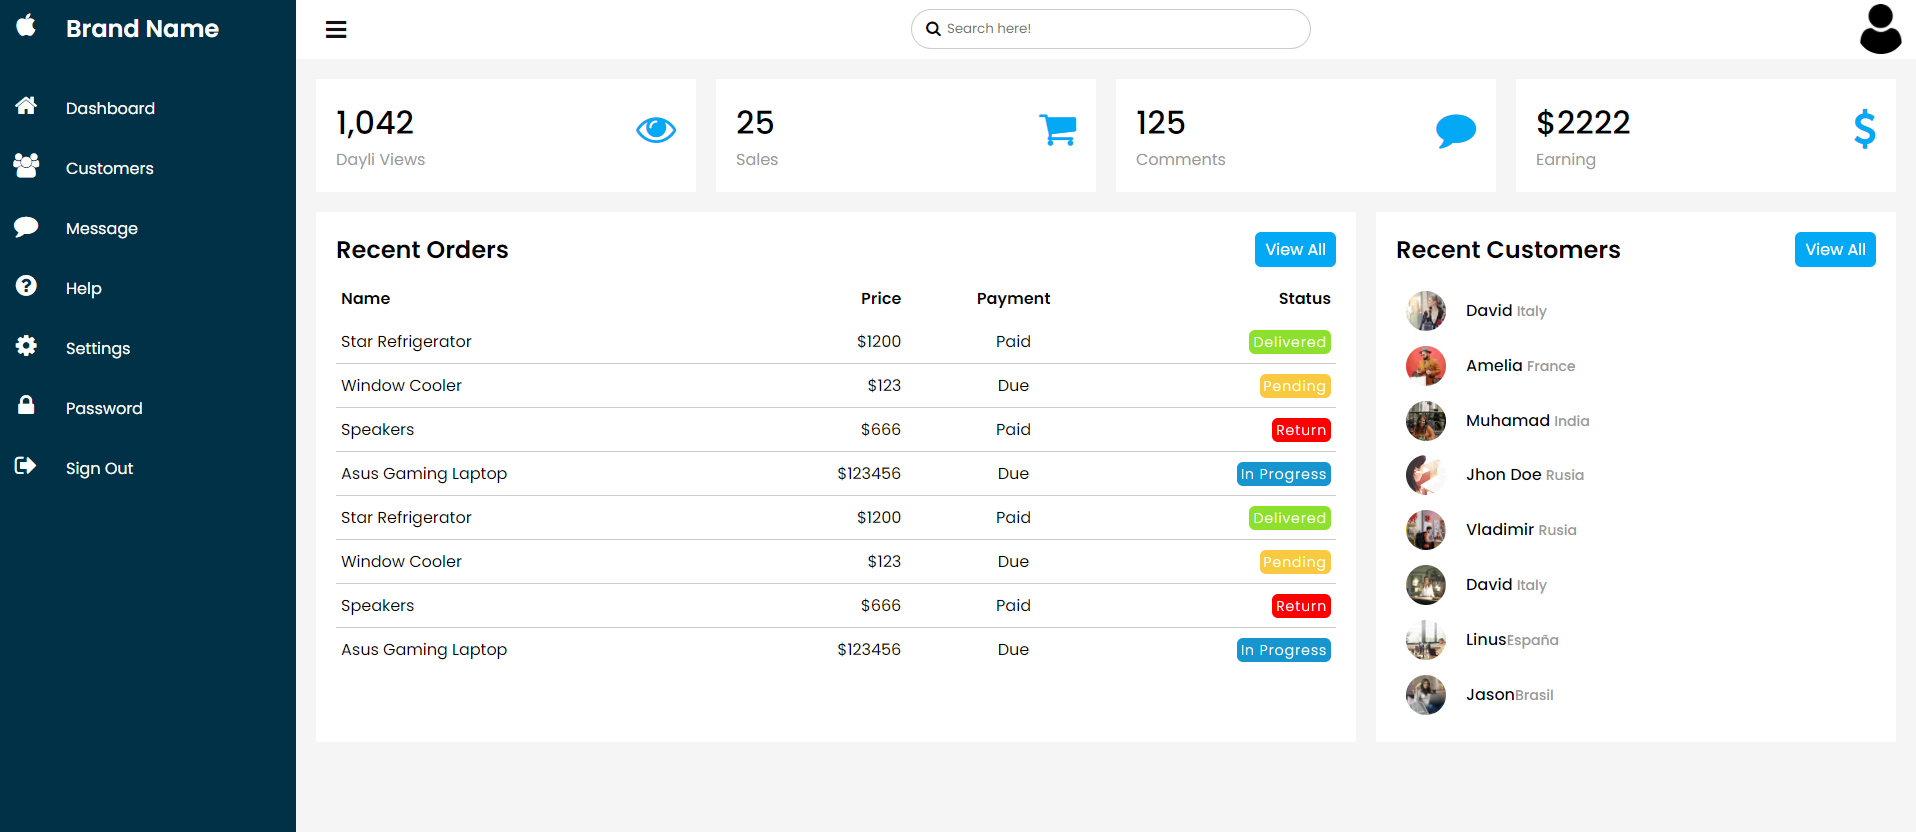 Brand Name
Dashboard
Customers
Message
Help
Settings
Password
Sign Out
Search here!
1,042
Dayli Views
25
Sales
125
Comments
$2222
Earning
Recent Orders
View All
Name Price Payment Status
Star Refrigerator $1200 Paid Delivered
Window Cooler $123 Due Pending
Speakers $666 Paid Return
Asus Gaming Laptop $123456 Due In Progress
Star Refrigerator $1200 Paid Delivered
Window Cooler $123 Due Pending
Speakers $666 Paid Return
Asus Gaming Laptop $123456 Due In Progress
Recent Customers
View All
David Italy
Amelia France
Muhamad India
Jhon Doe Rusia
Vladimir Rusia
David Italy
LinusEspaña
JasonBrasil